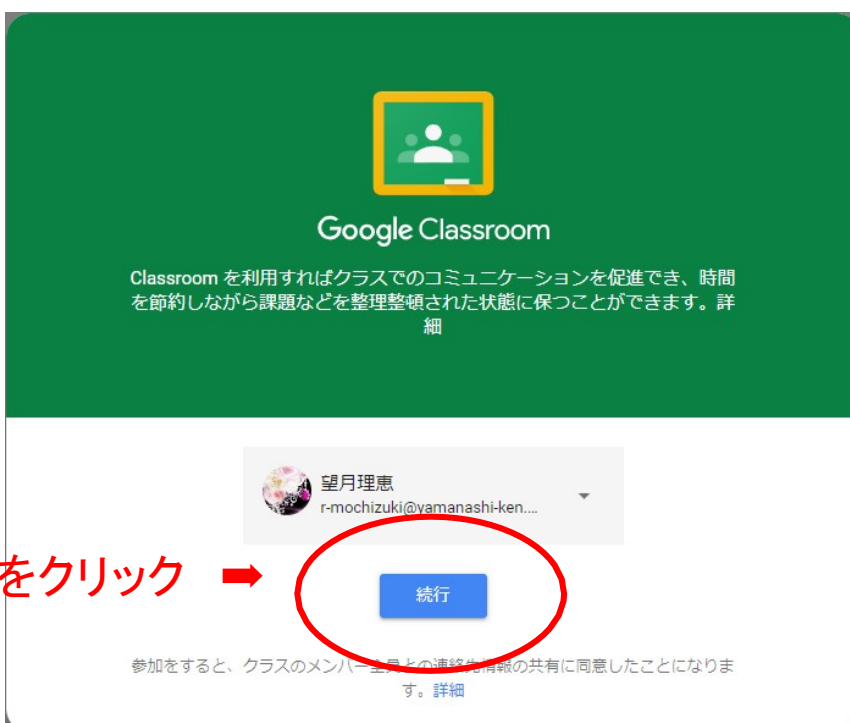 Google Classroom
Classroom を利用すればクラスでのコミュニケーションを促進でき、時間
を節約しながら課題などを整理整頓された状態に保つことができます。詳
細
望月理恵
r-mochizuki@yamanashi-ken....
をクリック ➡
続行
参加をすると、クラスのメンバー全員との連絡先情報の共有に同意したことになりま
す。詳細